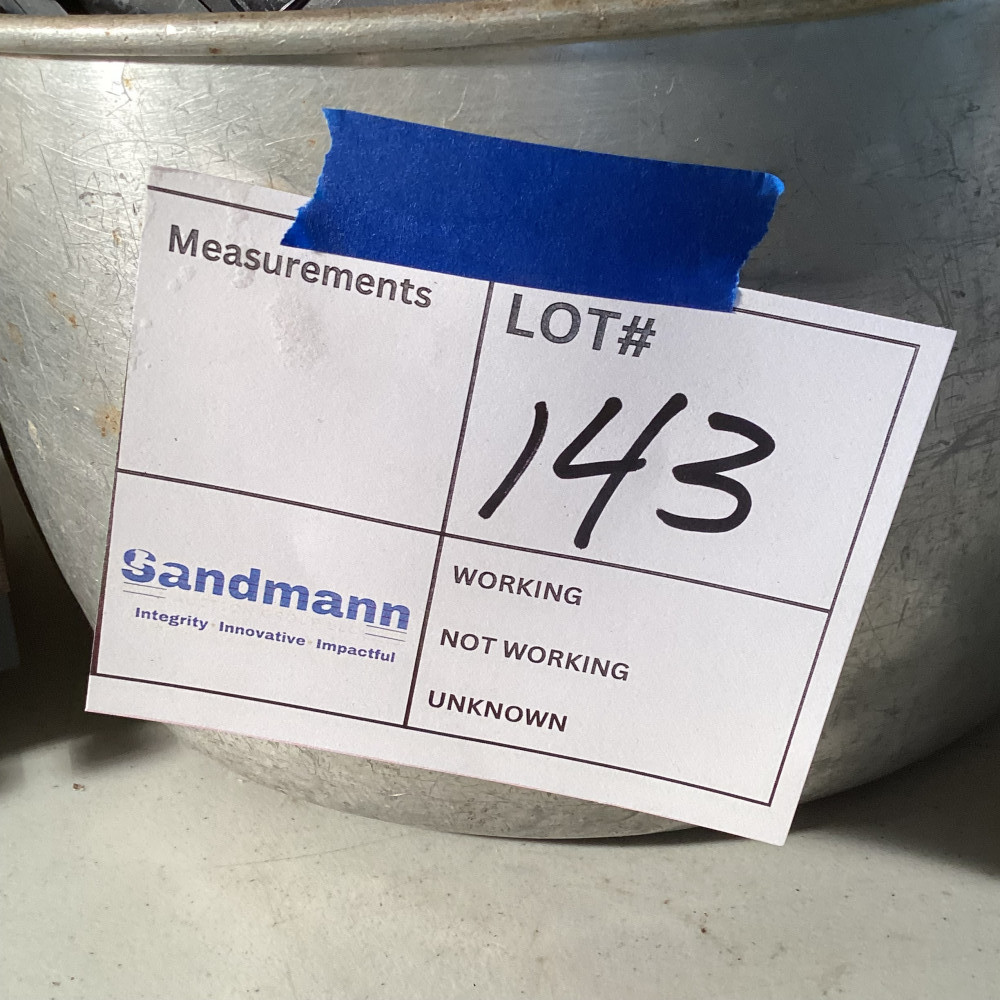 Measurements
LOT#
143
Sandmann
Integrity · Innovative · Impactful
WORKING
NOT WORKING
UNKNOWN